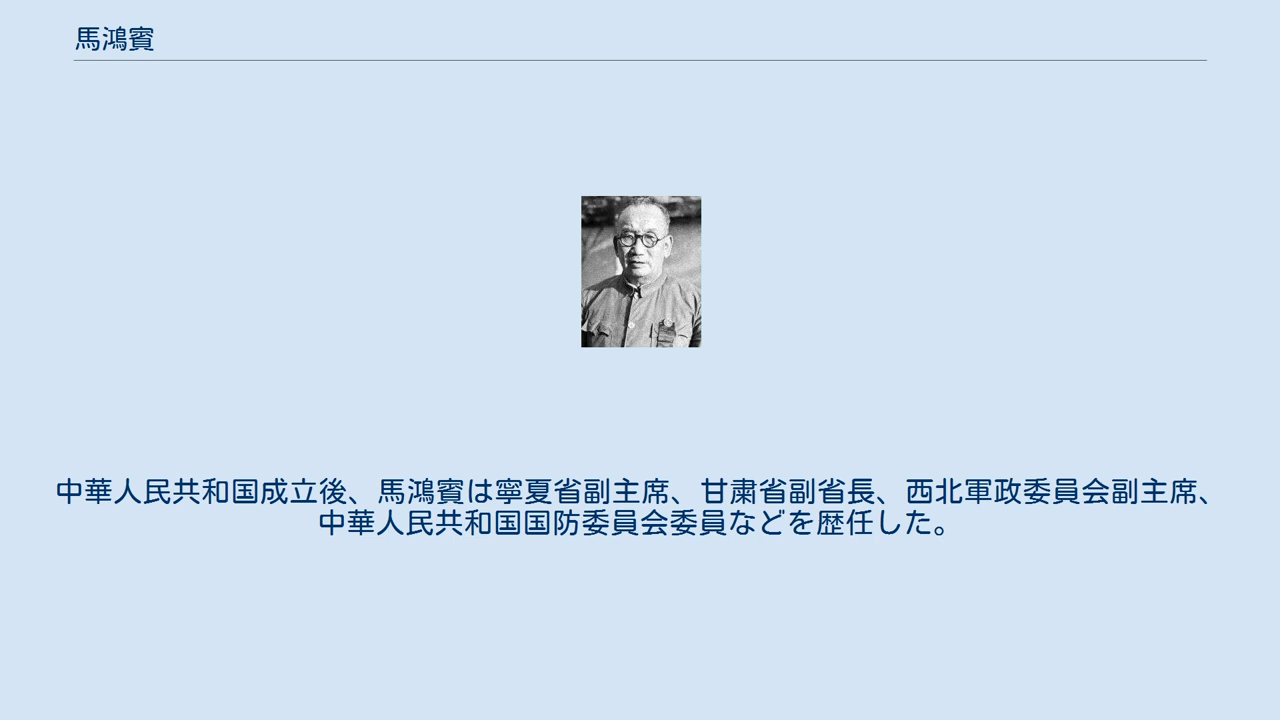 馬鴻賓
中華人民共和国成立後、馬鴻賓は寧夏省副主席、甘粛省副省長、西北軍政委員会副主席、
中華人民共和国国防委員会委員などを歴任した。